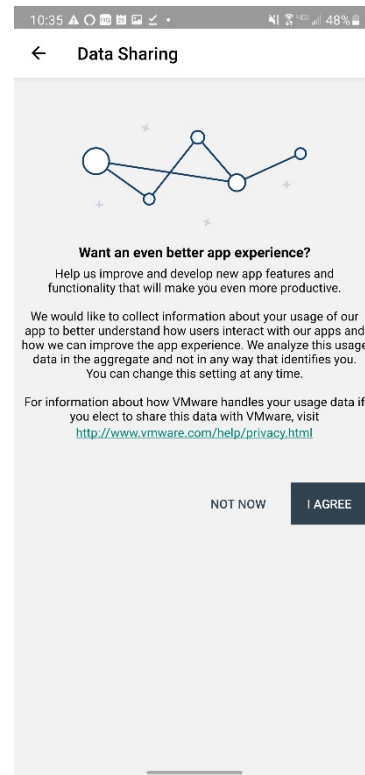 10:35
48%
Data Sharing
Want an even better app experience?
Help us improve and develop new app features and
functionality that will make you even more productive.
We would like to collect information about your usage of our
app to better understand how users interact with our apps and
how we can improve the app experience. We analyze this usage
data in the aggregate and not in any way that identifies you.
You can change this setting at any time.
For information about how VMware handles your usage data if
you elect to share this data with VMware, visit
http://www.vmware.com/help/privacy.html
NOT NOW
I AGREE